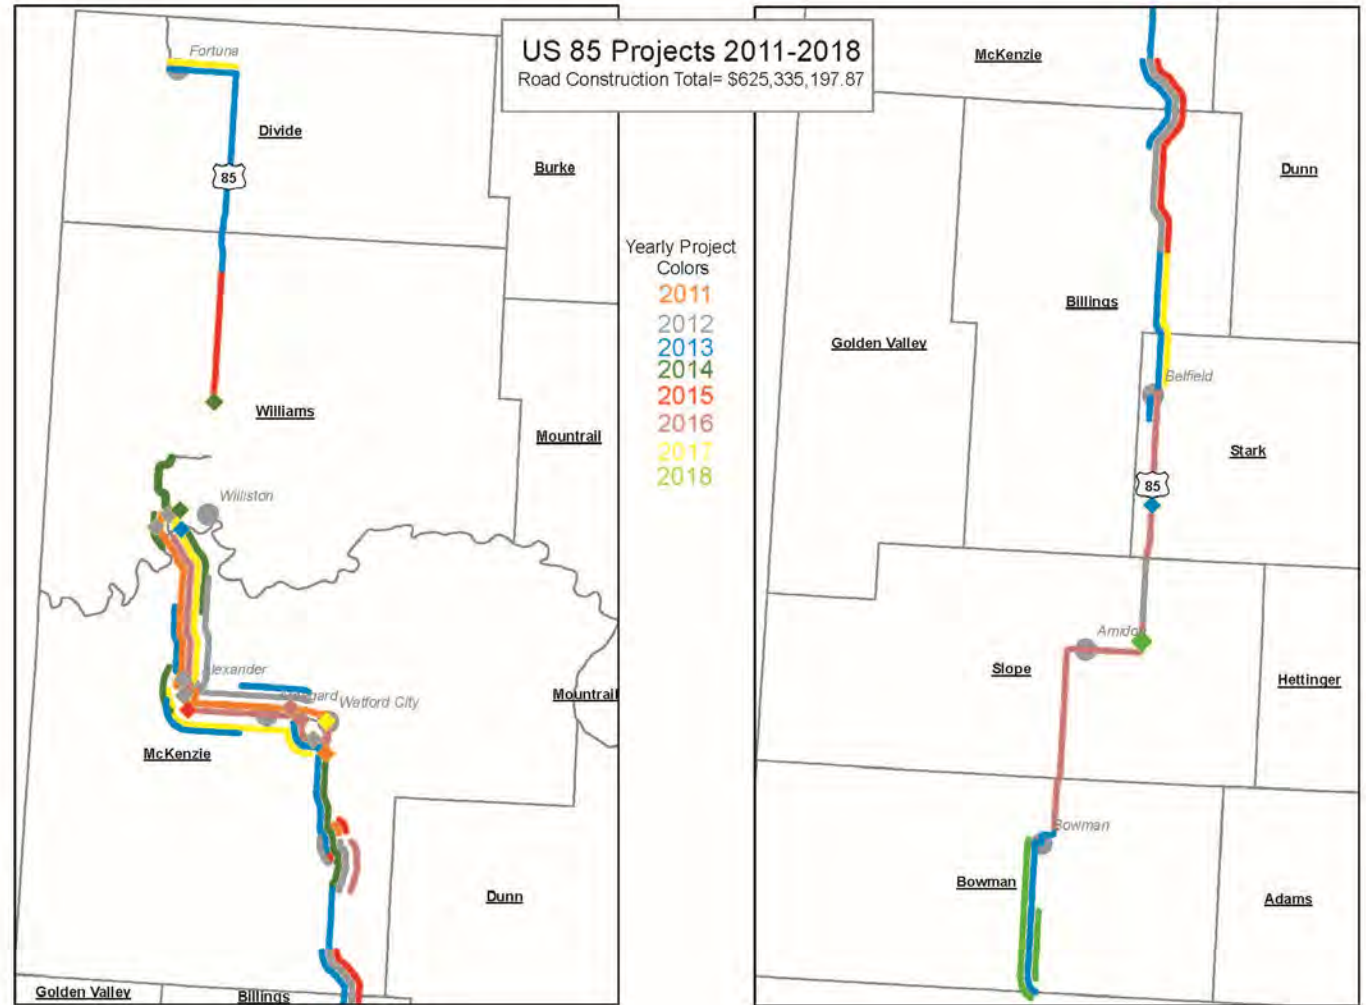 US 85 Projects 2011-2018
Road Construction Total= $625,335,197.87
Fortuna
Divide
85
Burke
Williams
Mountrail
Williston
Alexander
Watford City
Mountrail
McKenzie
Dunn
Golden Valley
Billings
Yearly Project
Colors
2011
2012
2013
2014
2015
2016
2017
2018
McKenzie
Dunn
Billings
Golden Valley
Belfield
Stark
85
Amidon
Slope
Hettinger
Bowman
Bowman
Adams